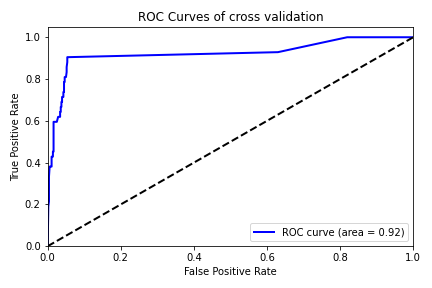 ROC Curves of cross validation
True Positive Rate
1.0
0.8
0.6
0.4
0.2
0.0
ROC curve (area = 0.92)
0.0 0.2 0.4 0.6 0.8 1.0
False Positive Rate